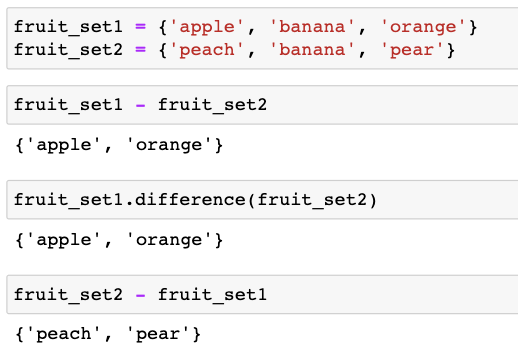 fruit_set1 = {'apple', 'banana', 'orange'}
fruit_set2 = {'peach', 'banana', 'pear'}
fruit_set1 - fruit_set2
{'apple', 'orange'}
fruit_set1.difference(fruit_set2)
{'apple', 'orange'}
fruit_set2 - fruit_set1
{'peach', 'pear'}